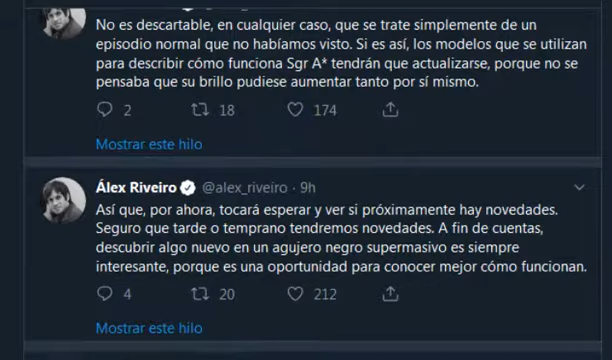 No es descartable, en cualquier caso, que se trate simplemente de un
episodio normal que no habíamos visto. Si es así, los modelos que se utilizan
para describir cómo funciona Sgr A* tendrán que actualizarse, porque no se
pensaba que su brillo pudiese aumentar tanto por sí mismo.
2 18 174
Mostrar este hilo
Álex Riveiro @alex_riveiro · 9h
Así que, por ahora, tocará esperar y ver si próximamente hay novedades.
Seguro que tarde o temprano tendremos novedades. A fin de cuentas,
descubrir algo nuevo en un agujero negro supermasivo es siempre
interesante, porque es una oportunidad para conocer mejor cómo funcionan.
4 20 212
Mostrar este hilo